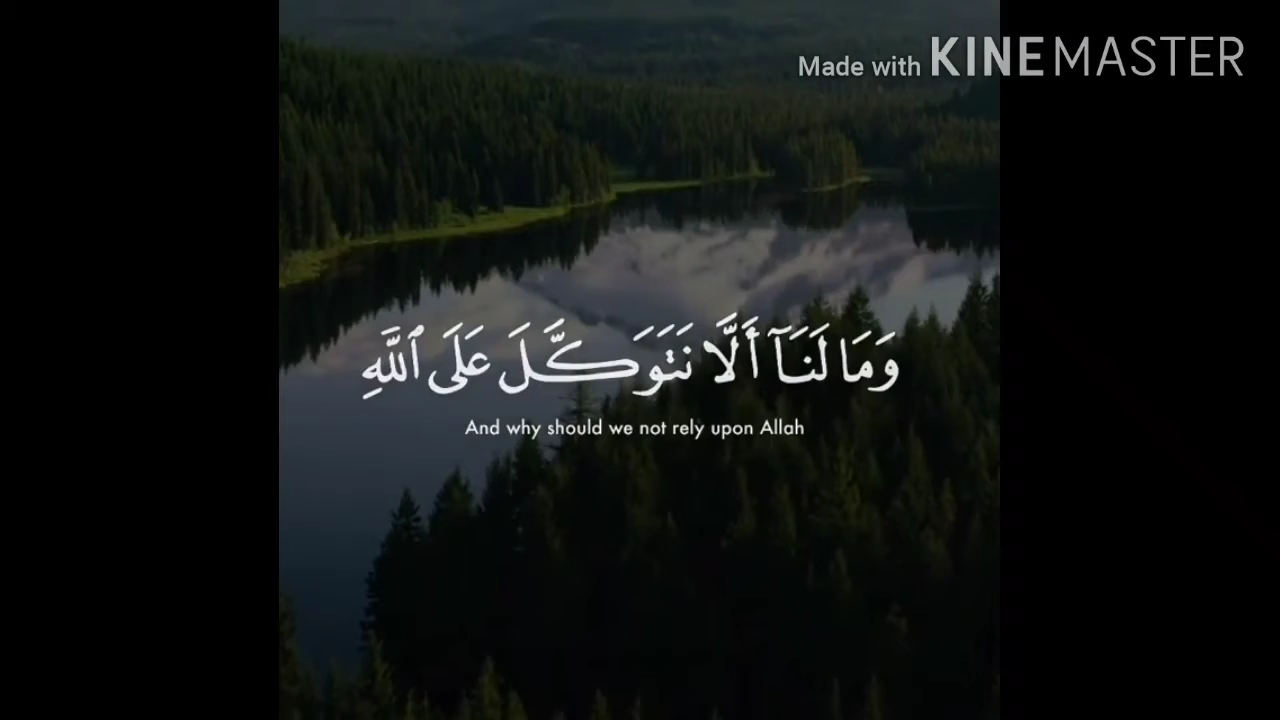 Made with KINEMASTER
وَمَا لَنَآ أَلَّا نَتَوَكَّلَ عَلَى ٱللَّهِ
And why should we not rely upon Allah